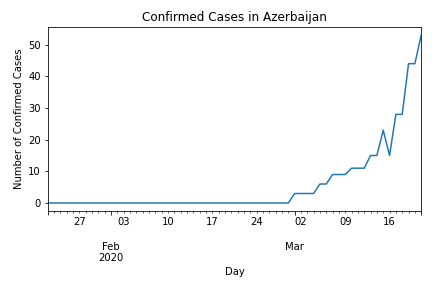 Confirmed Cases in Azerbaijan
Number of Confirmed Cases
50
40
30
20
10
0
27 03 10 17 24 02 09 16
Feb Mar
2020
Day